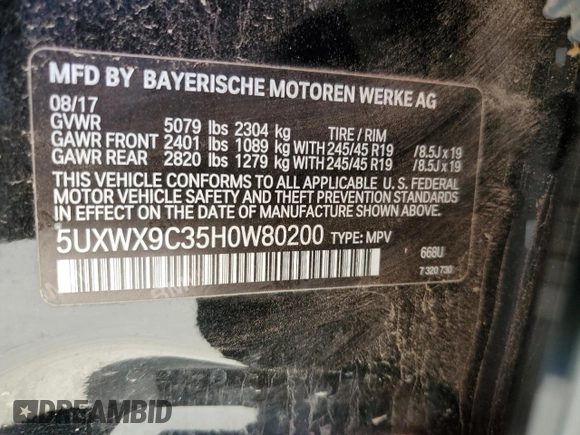 MFD BY BAYERISCHE MOTOREN WERKE AG
08/17
GVWR 5079 lbs 2304 kg TIRE / RIM
GAWR FRONT 2401 lbs 1089 kg WITH 245/45 R19 /8.5J x 19
GAWR REAR 2820 lbs 1279 kg WITH 245/45 R19 /8.5J x 19
THIS VEHICLE CONFORMS TO ALL APPLICABLE U. S. FEDERAL
MOTOR VEHICLE SAFETY AND THEFT PREVENTION STANDARDS
IN EFFECT ON THE DATE OF MANUFACTURE SHOWN ABOVE.
5UXWX9C35H0W80200 TYPE: MPV
668U
7 320 730
DREAMBID